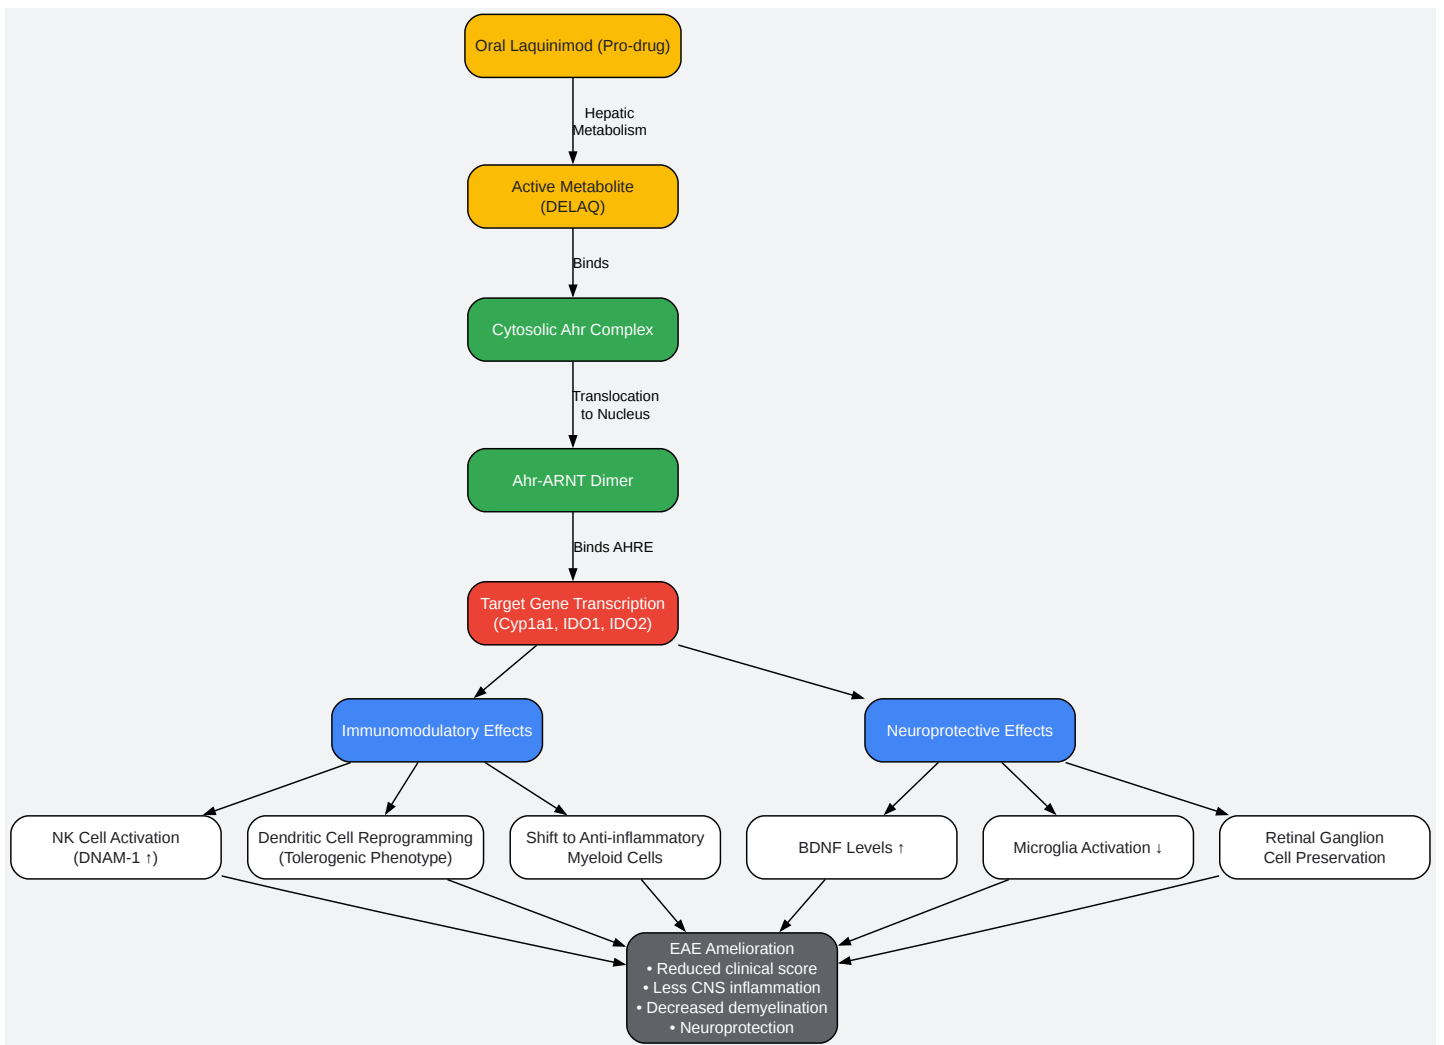 Oral Laquinimod (Pro-drug)
Hepatic
Metabolism
Active Metabolite
(DELAQ)
Binds
Cytosolic Ahr Complex
Translocation
to Nucleus
Ahr-ARNT Dimer
Binds AHRE
Target Gene Transcription
(Cyp1a1, IDO1, IDO2)
Immunomodulatory Effects
Neuroprotective Effects
NK Cell Activation
(DNAM-1 ↑)
Dendritic Cell Reprogramming
(Tolerogenic Phenotype)
Shift to Anti-inflammatory
Myeloid Cells
BDNF Levels ↑
Microglia Activation ↓
Retinal Ganglion
Cell Preservation
EAE Amelioration
• Reduced clinical score
• Less CNS inflammation
• Decreased demyelination
• Neuroprotection